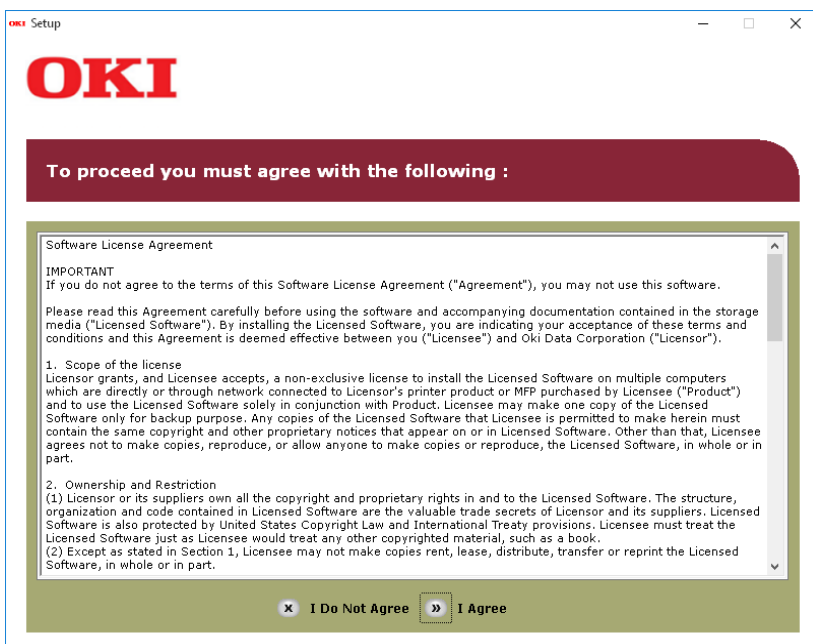 OKI Setup
OKI
To proceed you must agree with the following :
Software License Agreement
IMPORTANT
If you do not agree to the terms of this Software License Agreement ("Agreement"), you may not use this software.
Please read this Agreement carefully before using the software and accompanying documentation contained in the storage
media ("Licensed Software"). By installing the Licensed Software, you are indicating your acceptance of these terms and
conditions and this Agreement is deemed effective between you ("Licensee") and Oki Data Corporation ("Licensor").
1. Scope of the license
Licensor grants, and Licensee accepts, a non-exclusive license to install the Licensed Software on multiple computers
which are directly or through network connected to Licensor's printer product or MFP purchased by Licensee ("Product")
and to use the Licensed Software solely in conjunction with Product. Licensee may make one copy of the Licensed
Software only for backup purpose. Any copies of the Licensed Software that Licensee is permitted to make herein must
contain the same copyright and other proprietary notices that appear on or in Licensed Software. Other than that, Licensee
agrees not to make copies, reproduce, or allow anyone to make copies or reproduce, the Licensed Software, in whole or in
part.
2. Ownership and Restriction
(1) Licensor or its suppliers own all the copyright and proprietary rights in and to the Licensed Software. The structure,
organization and code contained in Licensed Software are the valuable trade secrets of Licensor and its suppliers. Licensed
Software is also protected by United States Copyright Law and International Treaty provisions. Licensee must treat the
Licensed Software just as Licensee would treat any other copyrighted material, such as a book.
(2) Except as stated in Section 1, Licensee may not make copies rent, lease, distribute, transfer or reprint the Licensed
Software, in whole or in part.
I Do Not Agree I Agree